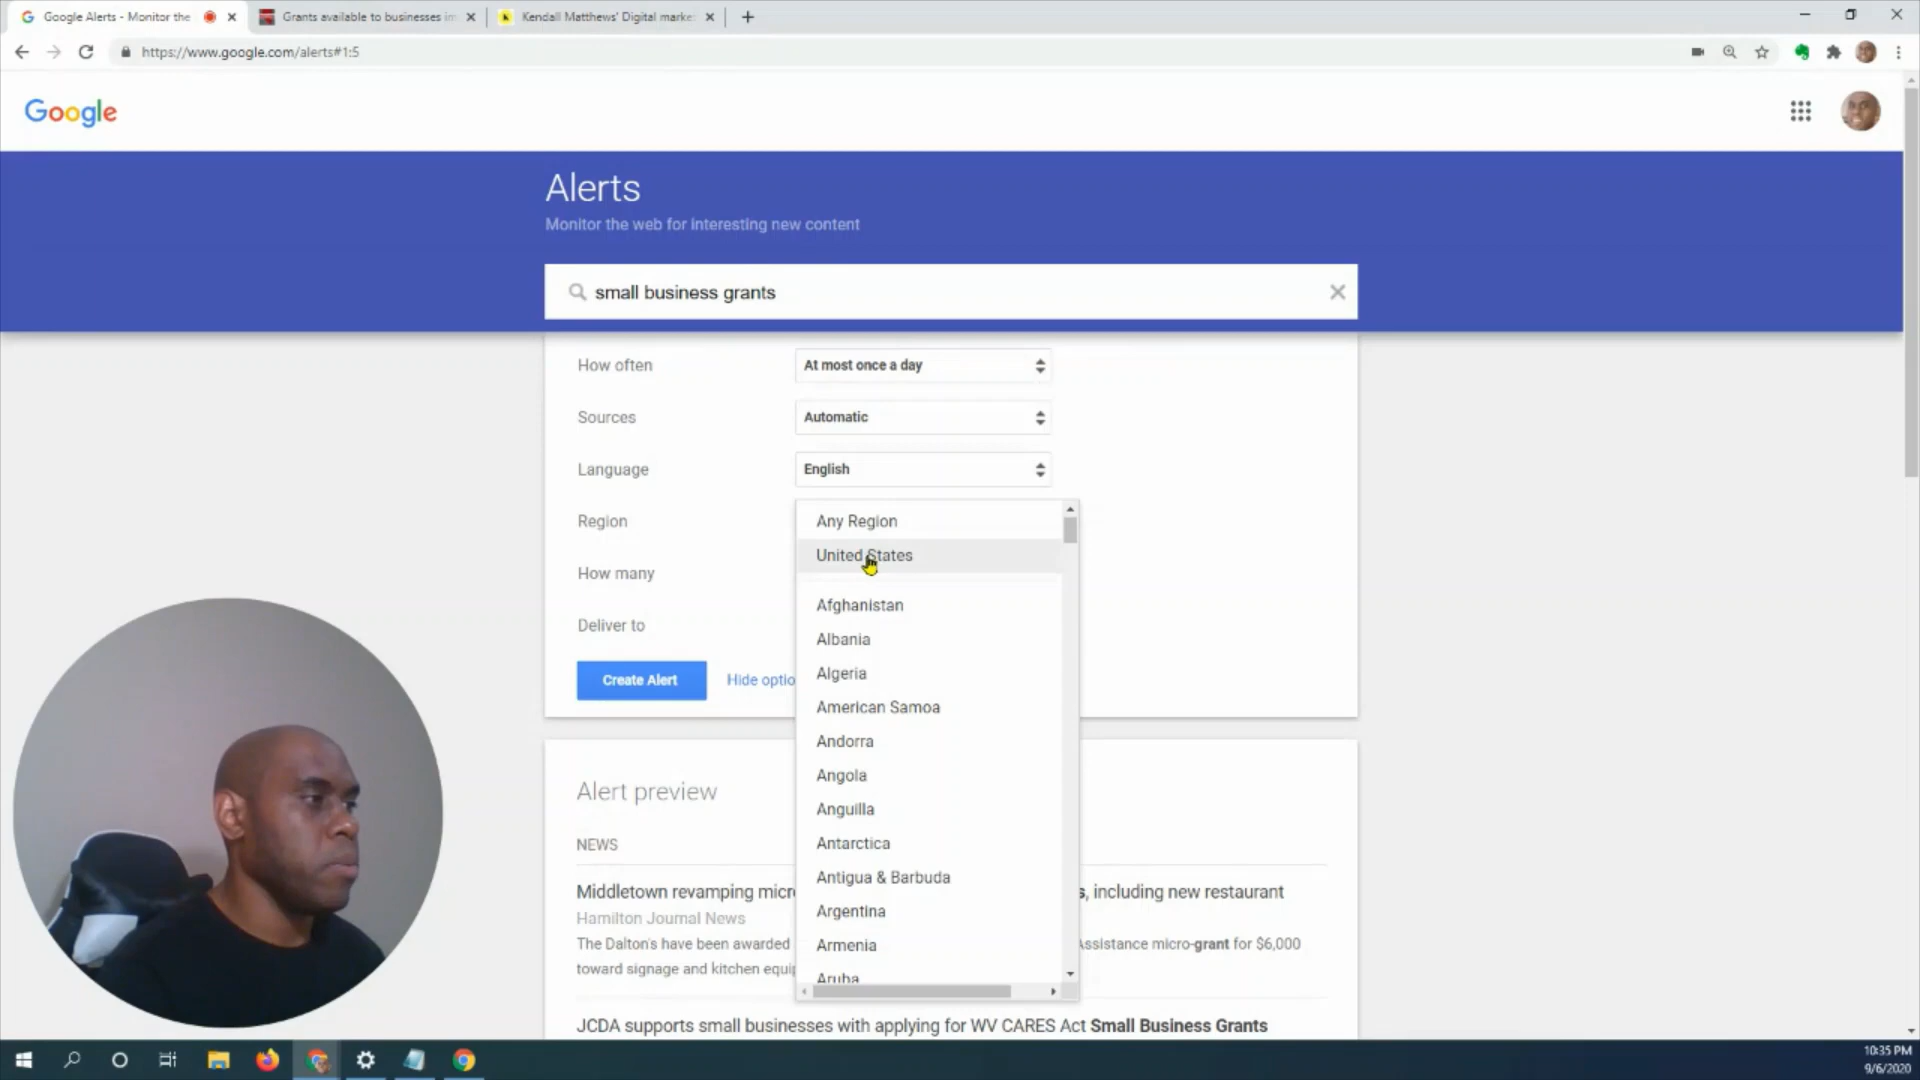 Google Alerts - Monitor the
Grants available to businesses in
Kendall Matthews' Digital marke
https://www.google.com/alerts#1:5
Google
Alerts
Monitor the web for interesting new content
small business grants
How often
At most once a day
Sources
Automatic
Language
English
Region
Any Region
United States
How many
Afghanistan
Deliver to
Albania
Create Alert
Hide optio
Algeria
American Samoa
Andorra
Angola
Anguilla
Antarctica
Antigua & Barbuda
Argentina
Armenia
Aruba
Alert preview
NEWS
Middletown revamping micr s, including new restaurant
Hamilton Journal News
The Dalton's have been awarded Assistance micro-grant for $6,000
toward signage and kitchen equip
JCDA supports small businesses with applying for WV CARES Act Small Business Grants
10:35 PM
9/6/2020